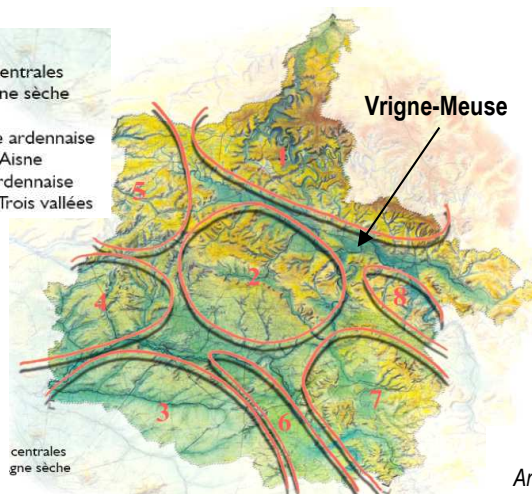 entrales
ne sèche
e ardennaise
Aisne
rdennaise
Trois vallées
Vrigne-Meuse
1
5
2
4
8
3
6
7
centrales
gne sèche
Ar